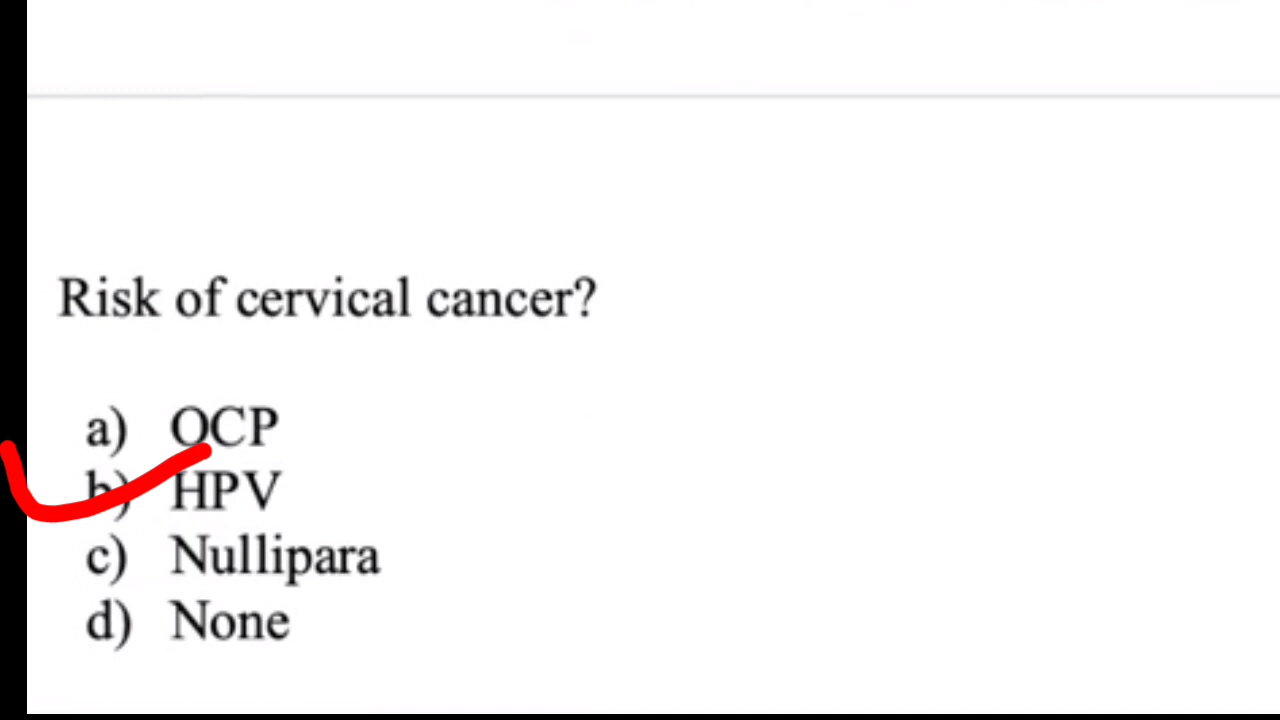 Risk of cervical cancer?
a) OCP
b) HPV
c) Nullipara
d) None